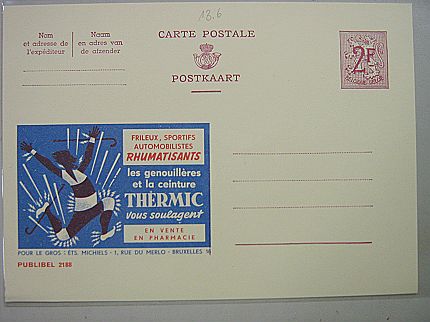 13.6
Nom
et adresse de
l'expéditeur
Naam
en adres van
de afzender
CARTE POSTALE
POSTKAART
2F
FRILEUX, SPORTIFS
AUTOMOBILISTES
RHUMATISANTS
les genouillères
et la ceinture
THERMIC
vous soulagent
EN VENTE
EN PHARMACIE
POUR LE GROS: ÉTS. MICHIELS - 1, RUE DU MERLO - BRUXELLES 18
PUBLIBEL 2188